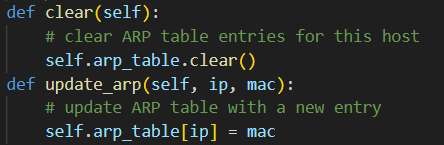 def clear(self):
    # clear ARP table entries for this host
    self.arp_table.clear()
def update_arp(self, ip, mac):
    # update ARP table with a new entry
    self.arp_table[ip] = mac